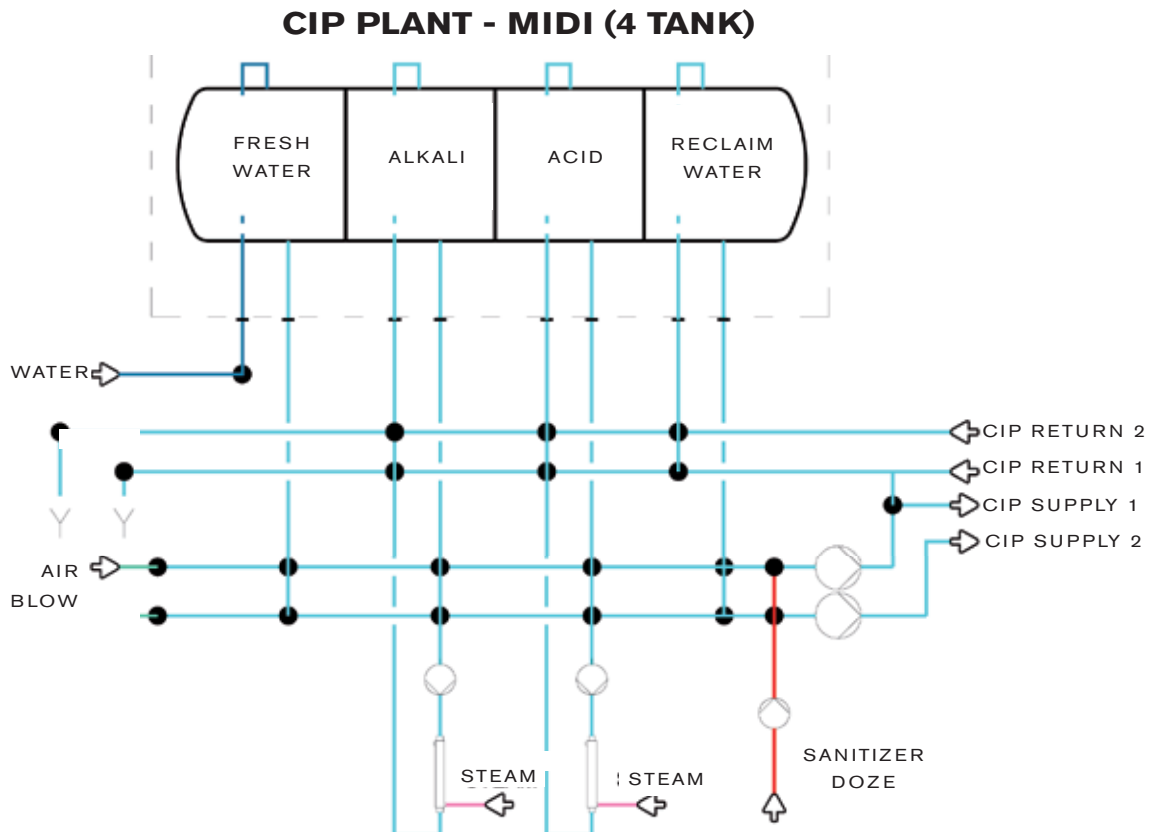 CIP PLANT - MIDI (4 TANK)
FRESH
WATER
ALKALI
ACID
RECLAIM
WATER
WATER
CIP RETURN 2
CIP RETURN 1
CIP SUPPLY 1
CIP SUPPLY 2
AIR
BLOW
STEAM
STEAM
SANITIZER
DOZE